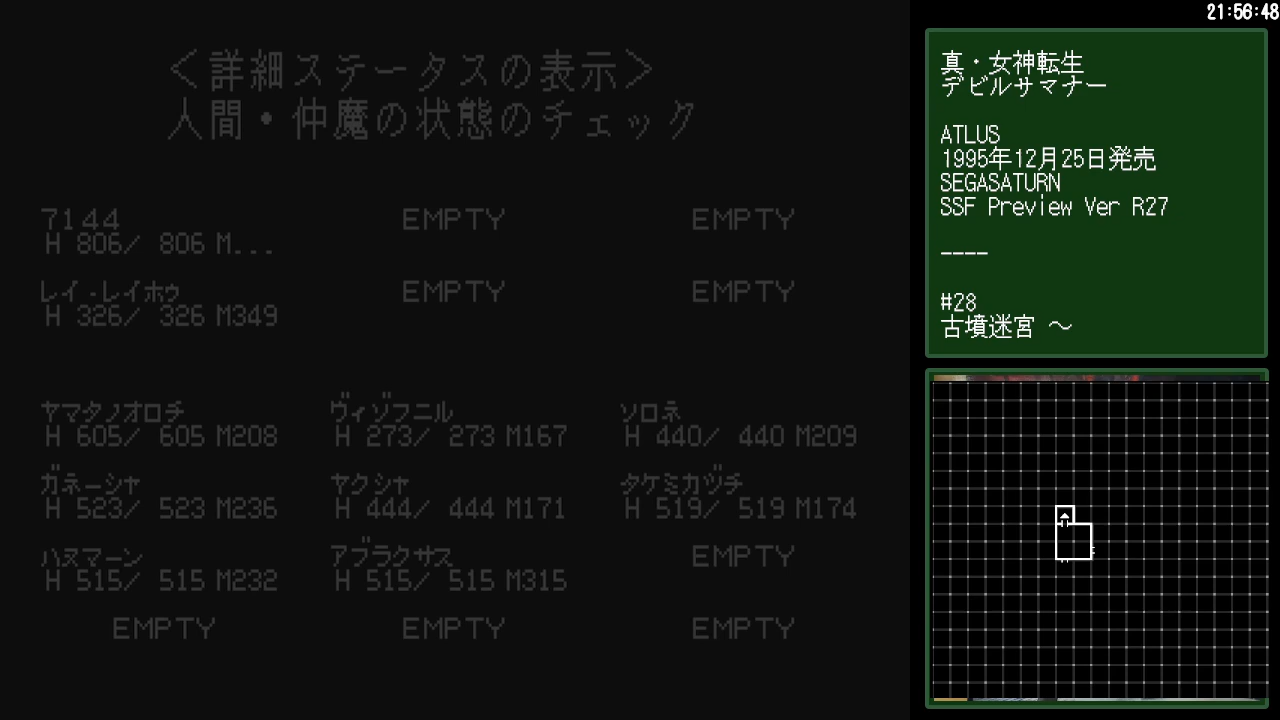 21:56:48
＜詳細ステータスの表示＞
人間・仲魔の状態のチェック
7144 EMPTY EMPTY
H 806/ 806 M...
レイ・レイホゥ EMPTY EMPTY
H 326/ 326 M349
ヤマタノオロチ ヴィゾフニル ソロネ
H 605/ 605 M208 H 273/ 273 M167 H 440/ 440 M209
ガネーシャ ヤクシャ タケミカヅチ
H 523/ 523 M236 H 444/ 444 M171 H 519/ 519 M174
ハヌマーン アブラクサス EMPTY
H 515/ 515 M232 H 515/ 515 M315
EMPTY EMPTY EMPTY
真・女神転生
デビルサマナー
ATLUS
1995年12月25日発売
SEGASATURN
SSF Preview Ver R27
----
#28
古墳迷宮 〜